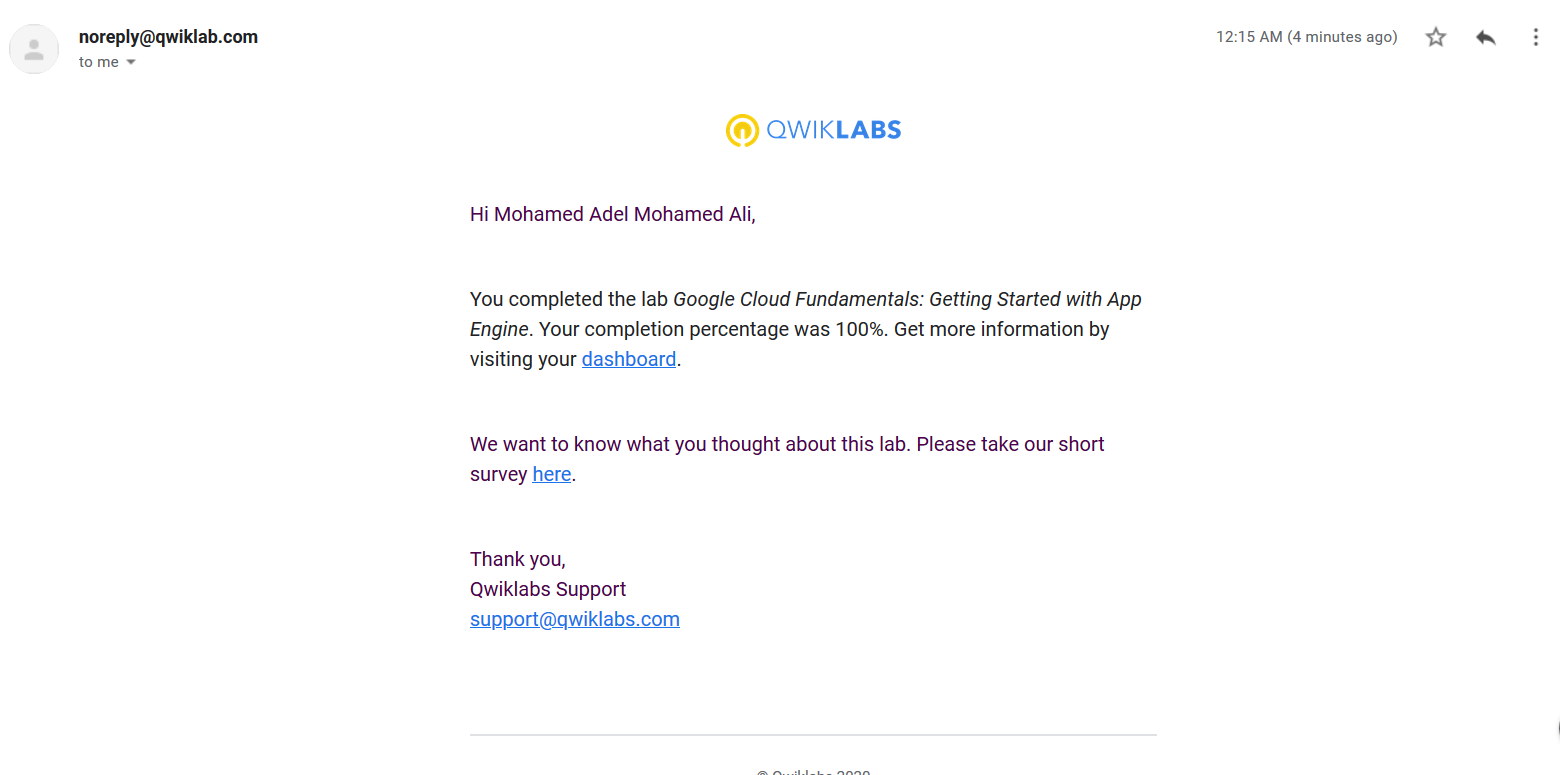 noreply@qwiklab.com
12:15 AM (4 minutes ago)
to me
QWIKLABS
Hi Mohamed Adel Mohamed Ali,
You completed the lab Google Cloud Fundamentals: Getting Started with App
Engine. Your completion percentage was 100%. Get more information by
visiting your dashboard.
We want to know what you thought about this lab. Please take our short
survey here.
Thank you,
Qwiklabs Support
support@qwiklabs.com
© Qwiklabs 2020